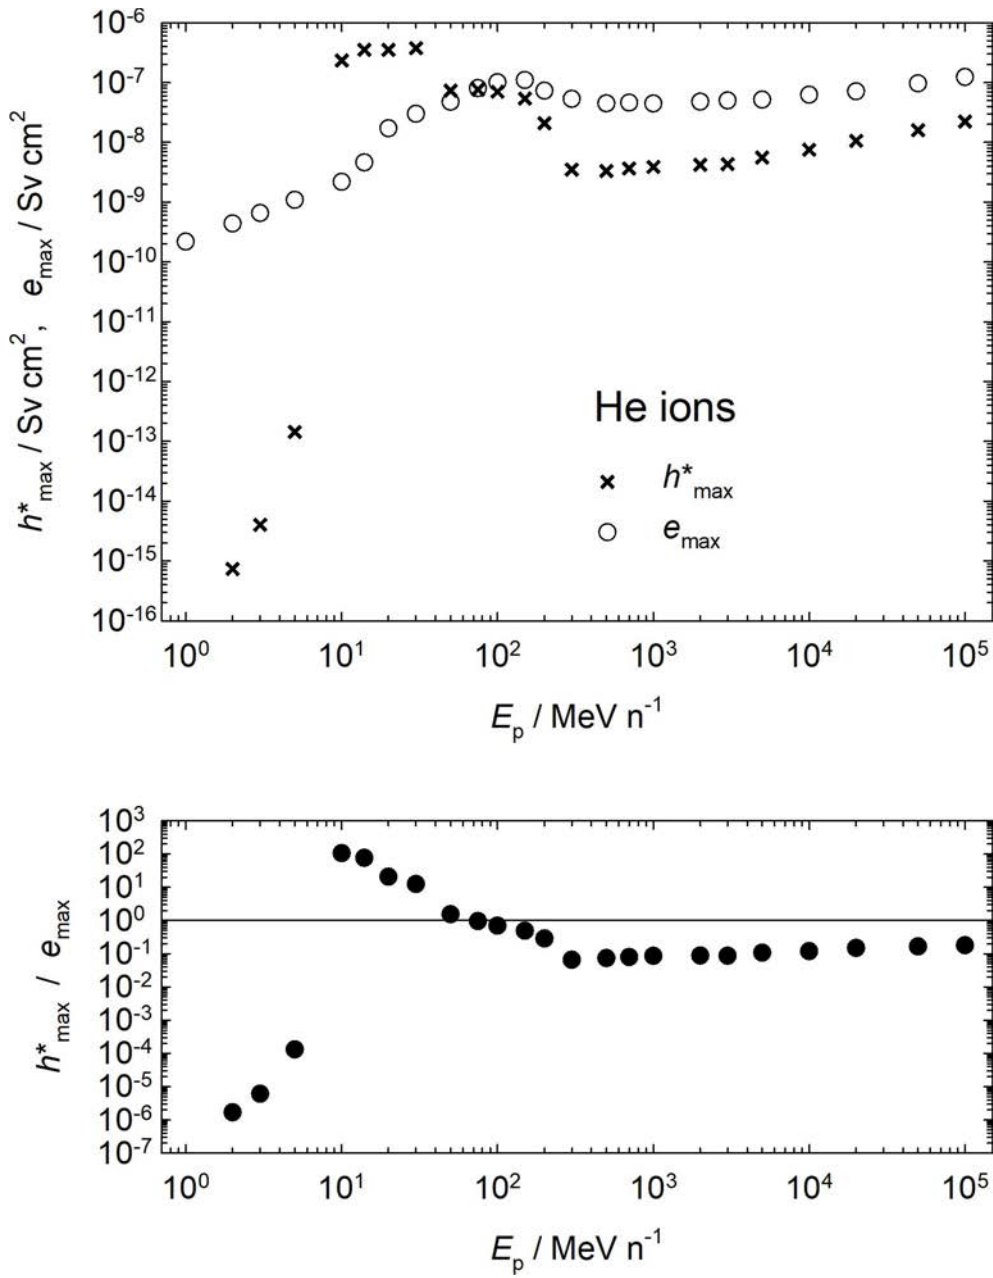 h*max / Sv cm², emax / Sv cm²
10⁻⁶
10⁻⁷
10⁻⁸
10⁻⁹
10⁻¹⁰
10⁻¹¹
10⁻¹²
10⁻¹³
10⁻¹⁴
10⁻¹⁵
10⁻¹⁶
He ions
h*max
emax
10⁰ 10¹ 10² 10³ 10⁴ 10⁵
Ep / MeV n⁻¹
h*max / emax
10³
10²
10¹
10⁰
10⁻¹
10⁻²
10⁻³
10⁻⁴
10⁻⁵
10⁻⁶
10⁻⁷
10⁰ 10¹ 10² 10³ 10⁴ 10⁵
Ep / MeV n⁻¹